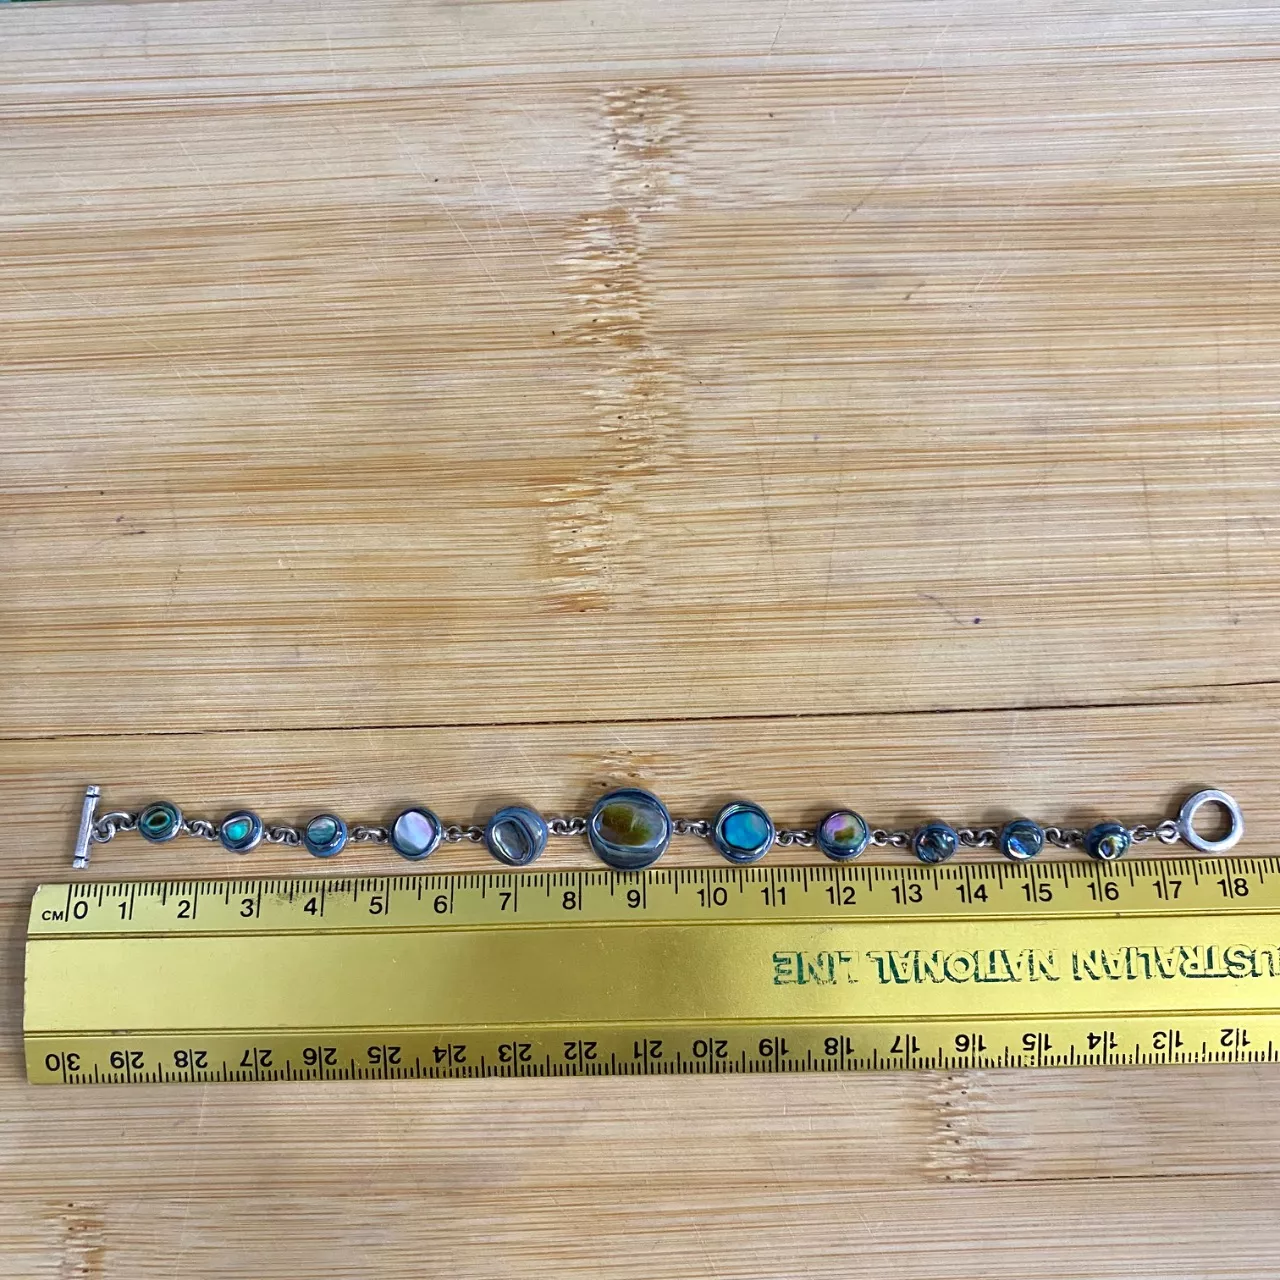 CM 0 1 2 3 4 5 6 7 8 9 10 11 12 13 14 15 16 17 18
AUSTRALIAN NATIONAL LINE
30 29 28 27 26 25 24 23 22 21 20 19 18 17 16 15 14 13 12